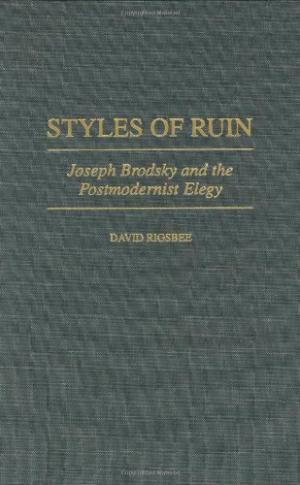 STYLES OF RUIN
Joseph Brodsky and the
Postmodernist Elegy
DAVID RIGSBEE